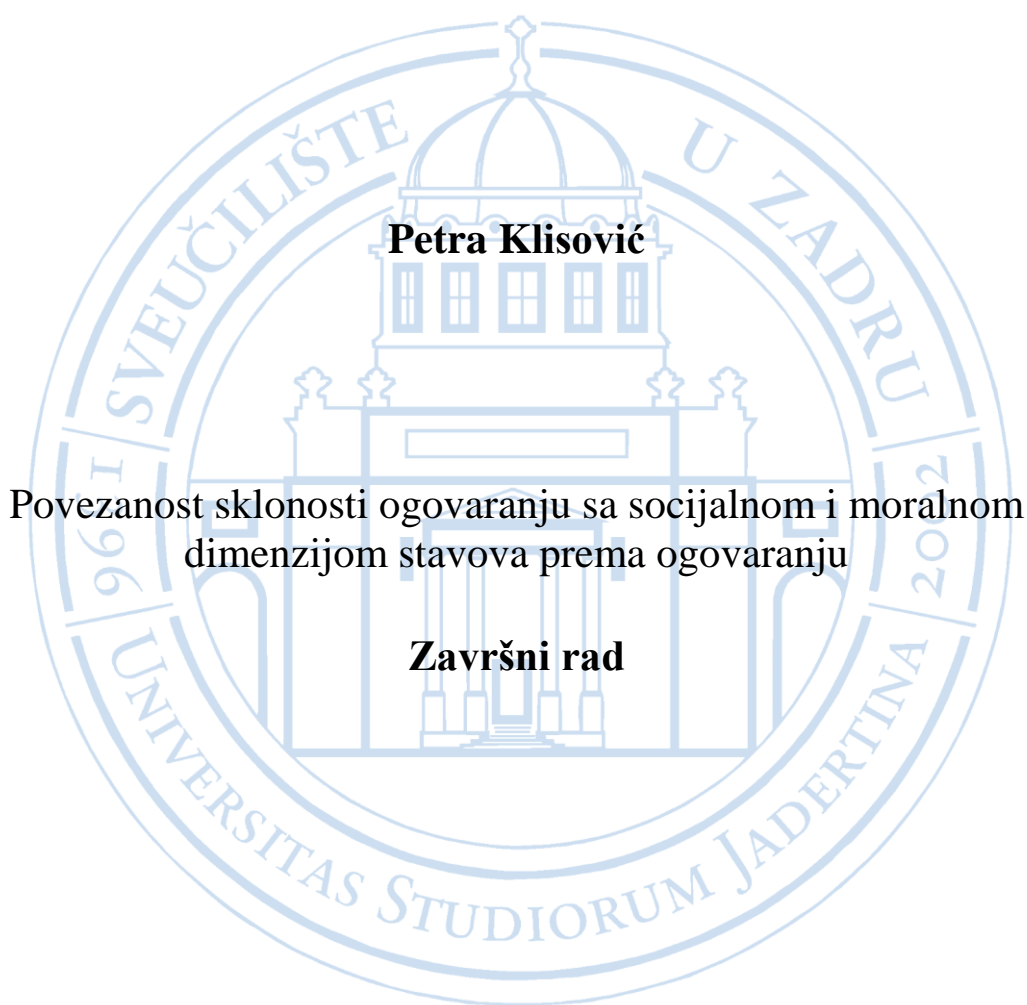 SVEUČILIŠTE U ZADRU
Petra Klisović
Povezanost sklonosti ogovaranju sa socijalnom i moralnom
dimenzijom stavova prema ogovaranju
Završni rad
1396
2002
UNIVERSITAS STUDIORUM JADERTINA